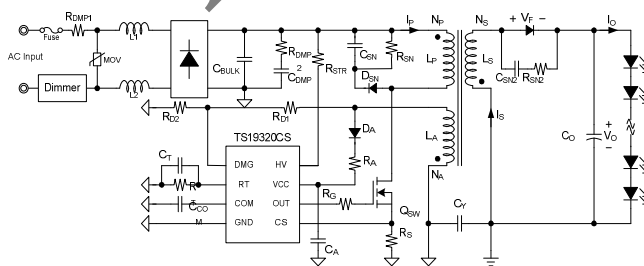 RDMP1
Fuse
L1
AC Input
MOV
Dimmer
L2
CBULK
RDMP
2
CDMP
RSTR
CSN
RSN
DSN
IP
NP
NS
LP
LS
+ VF −
IO
CSN2
RSN2
IS
CO
+
VO
−
RD2
RD1
DA
LA
NA
RA
TS19320CS
DMG
HV
RT
VCC
COM
OUT
GND
CS
CT
R
T
CCO
M
RG
QSW
RS
CA
CY